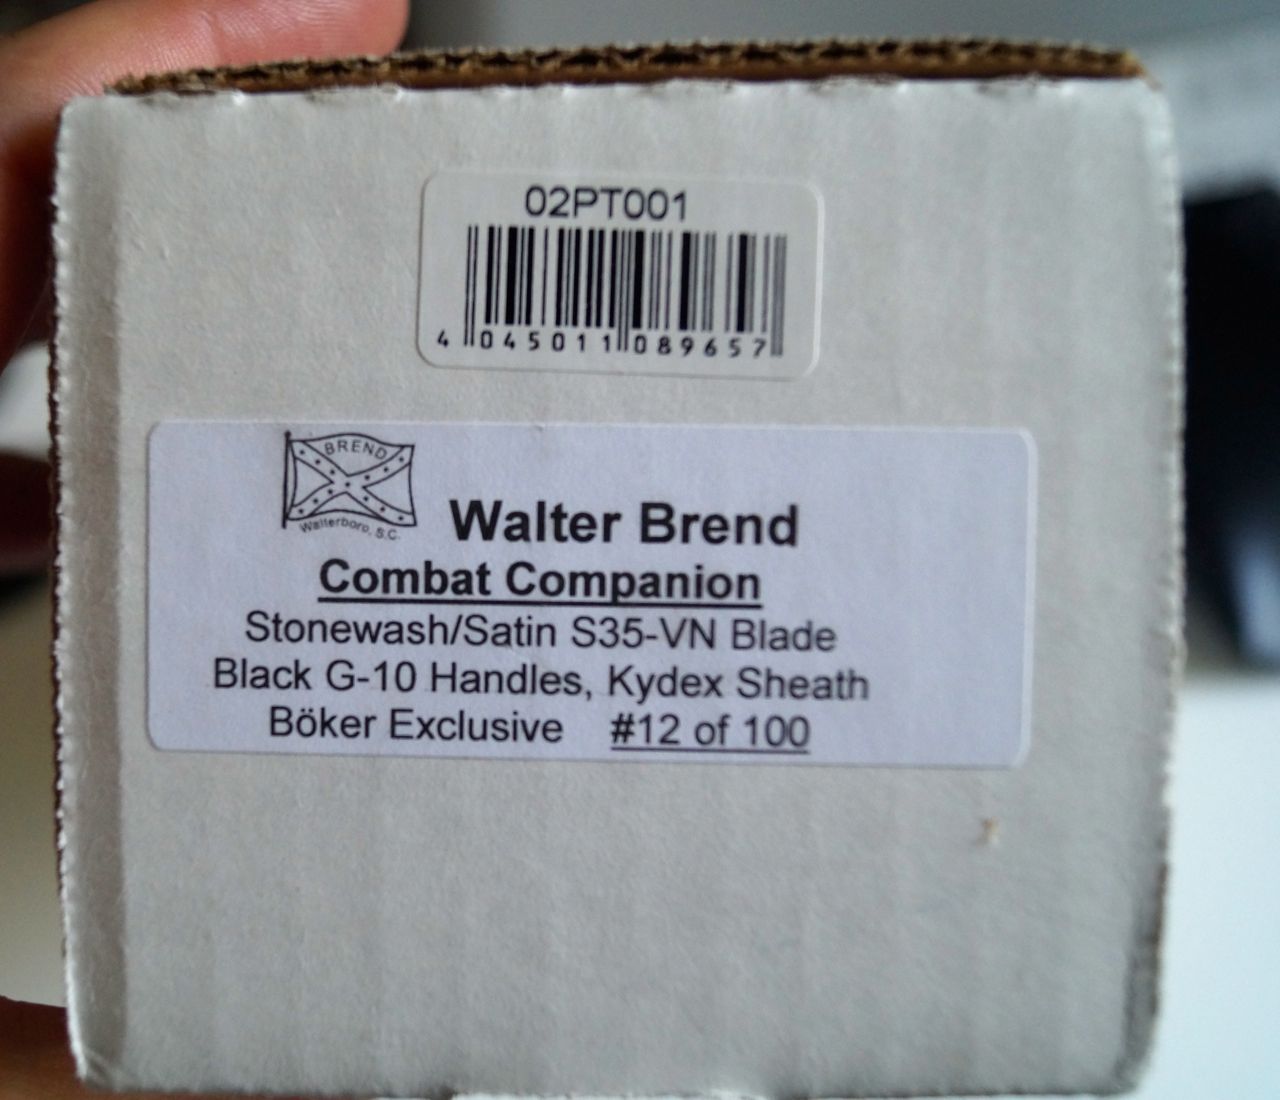 02PT001
4 045011 089657
BREND
Walterboro, S.C.
Walter Brend
Combat Companion
Stonewash/Satin S35-VN Blade
Black G-10 Handles, Kydex Sheath
Böker Exclusive #12 of 100